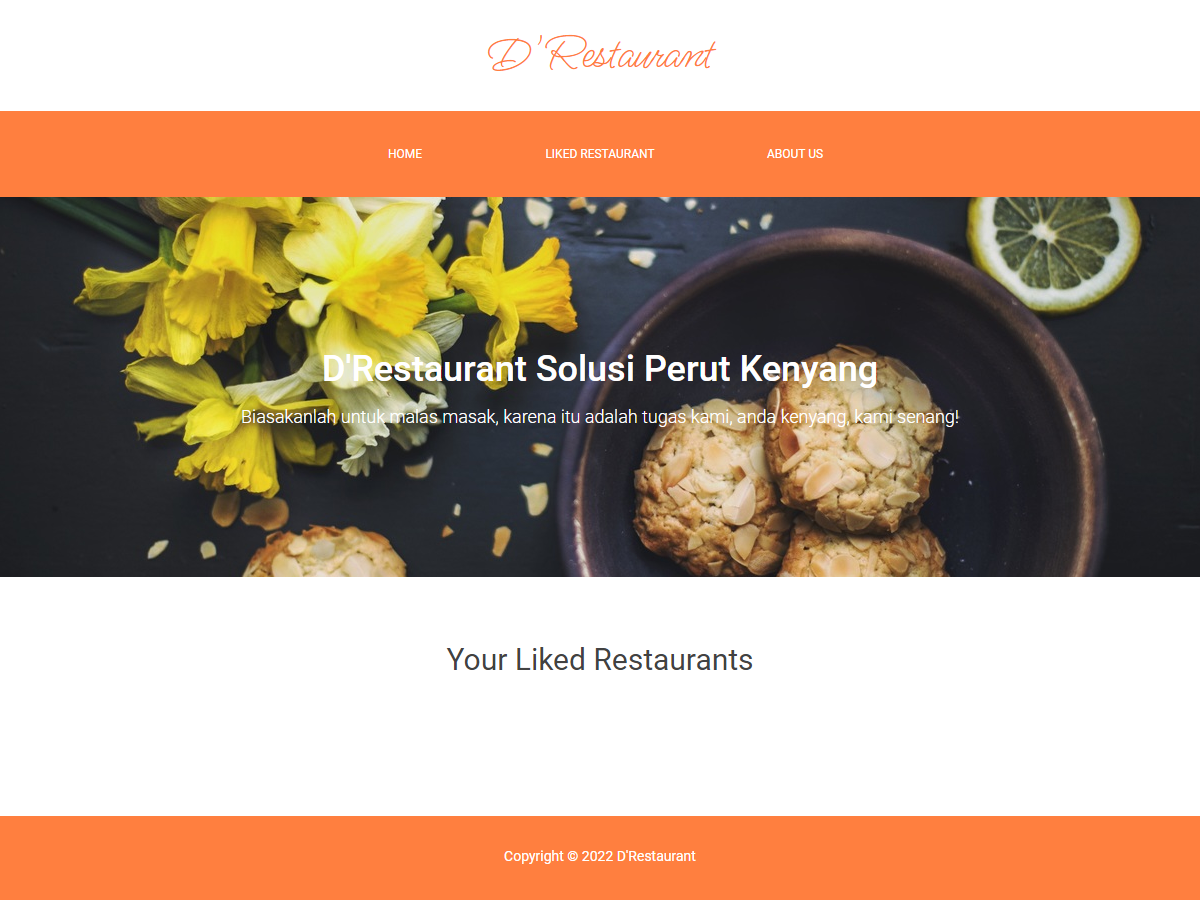 D'Restaurant
HOME
LIKED RESTAURANT
ABOUT US
D'Restaurant Solusi Perut Kenyang
Biasakanlah untuk malas masak, karena itu adalah tugas kami, anda kenyang, kami senang!
Your Liked Restaurants
Copyright © 2022 D'Restaurant